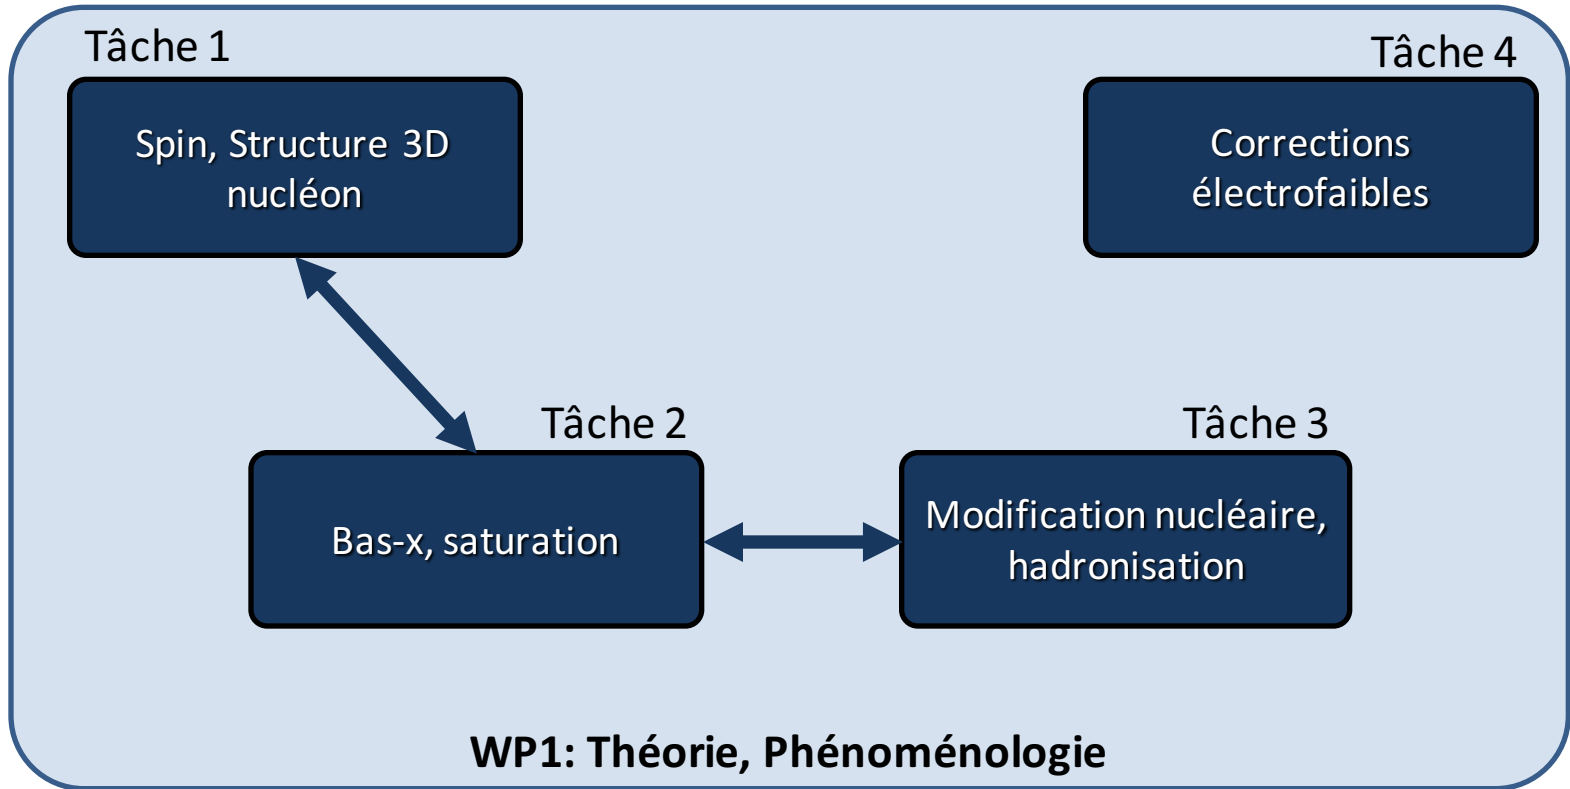 Tâche 1
Tâche 4
Spin, Structure 3D
nucléon
Corrections
électrofaibles
Tâche 2
Tâche 3
Bas-x, saturation
Modification nucléaire,
hadronisation
WP1: Théorie, Phénoménologie